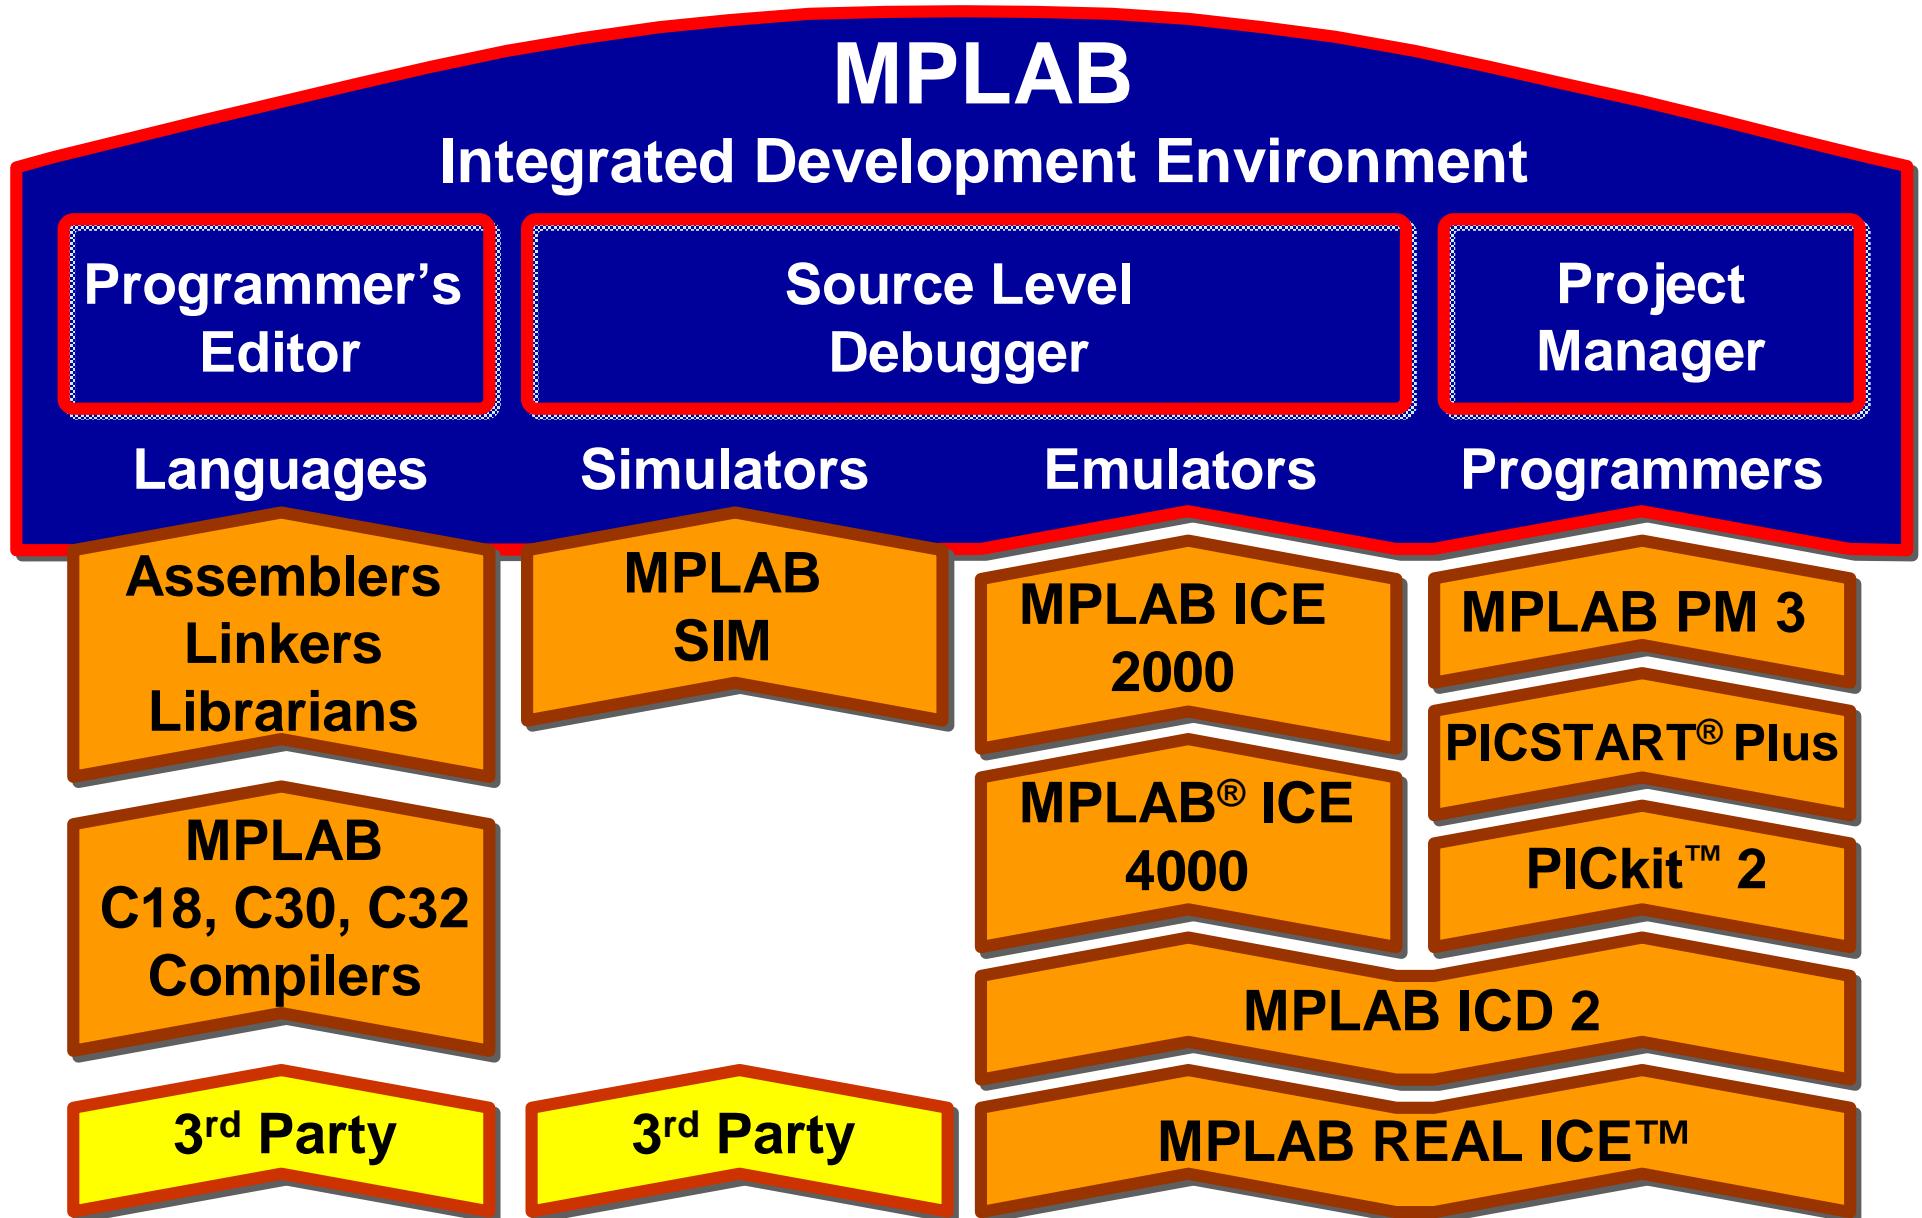 MPLAB
Integrated Development Environment
Programmer’s
Editor
Source Level
Debugger
Project
Manager
Languages
Simulators
Emulators
Programmers
Assemblers
Linkers
Librarians
MPLAB
C18, C30, C32
Compilers
3rd Party
MPLAB
SIM
3rd Party
MPLAB ICE
2000
MPLAB® ICE
4000
MPLAB PM 3
PICSTART® Plus
PICkit™ 2
MPLAB ICD 2
MPLAB REAL ICE™